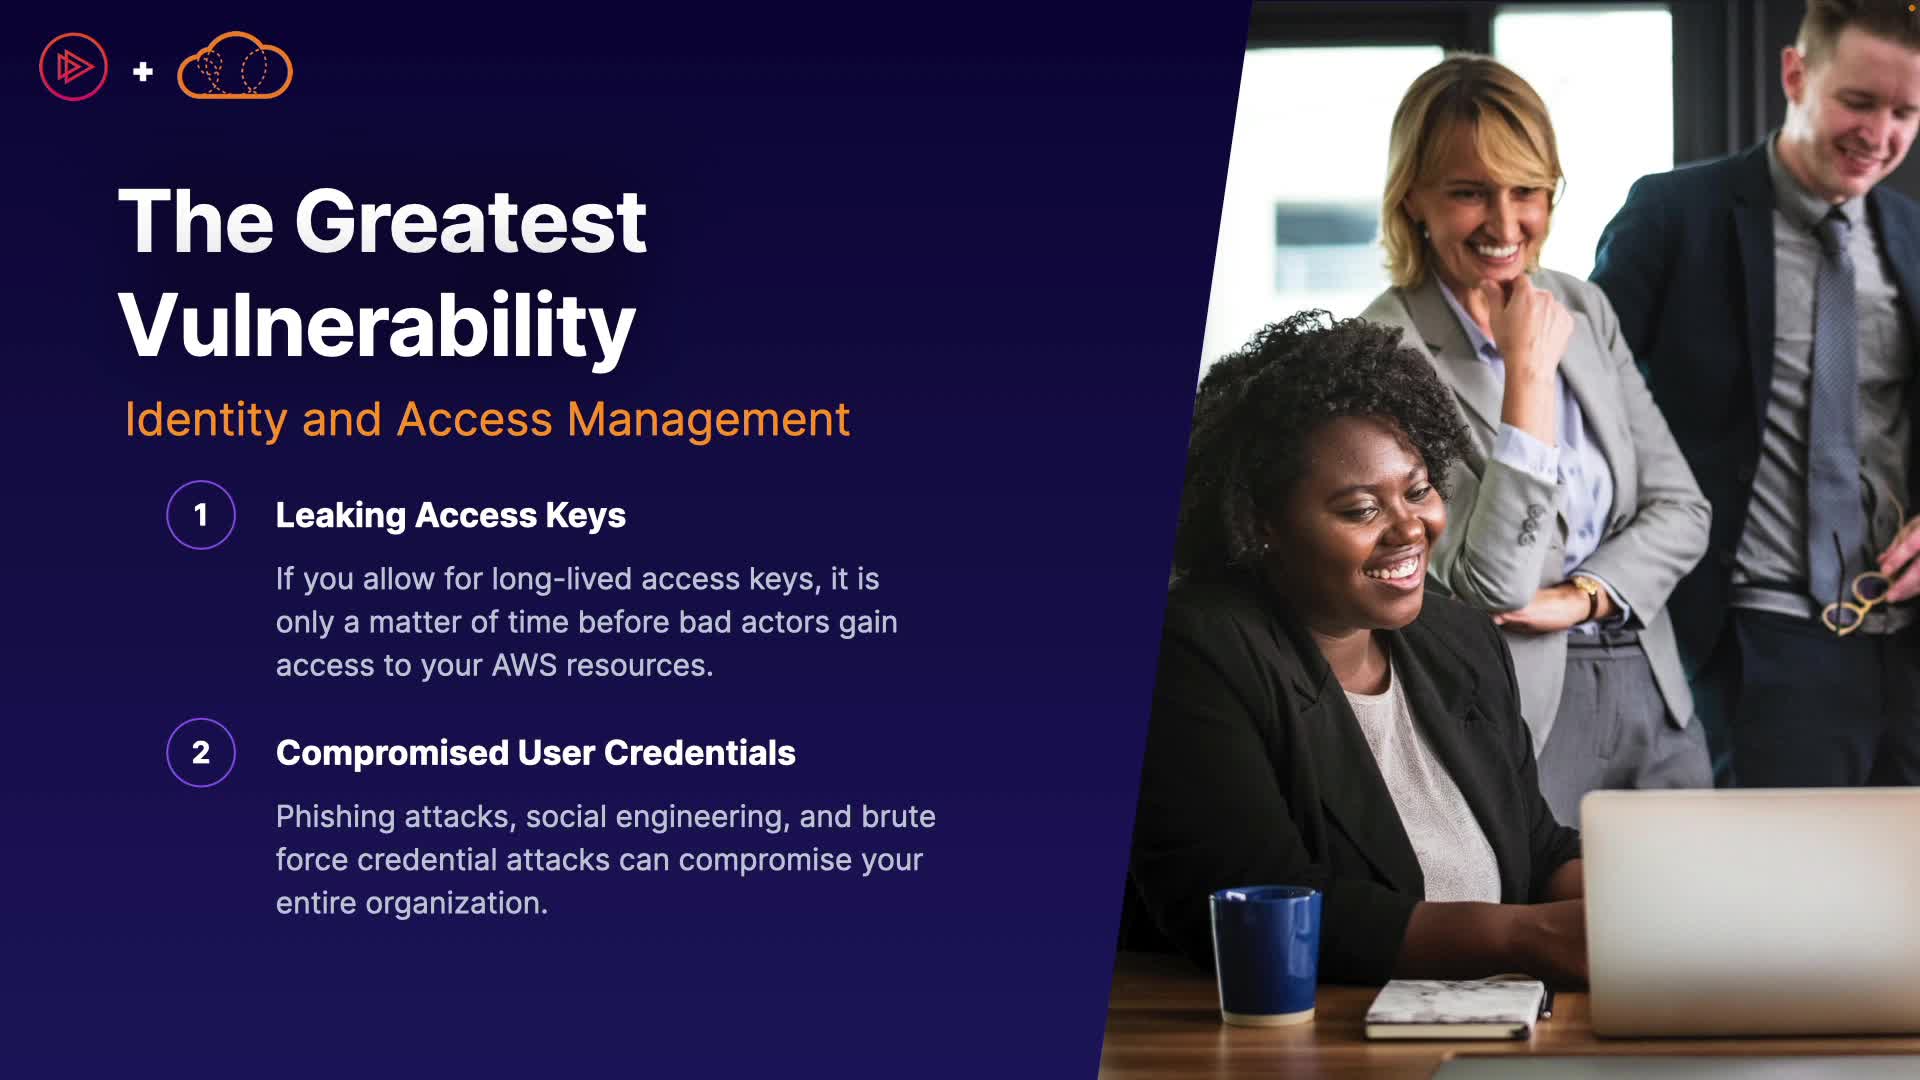 The Greatest
Vulnerability
Identity and Access Management
1
Leaking Access Keys
If you allow for long-lived access keys, it is
only a matter of time before bad actors gain
access to your AWS resources.
2
Compromised User Credentials
Phishing attacks, social engineering, and brute
force credential attacks can compromise your
entire organization.